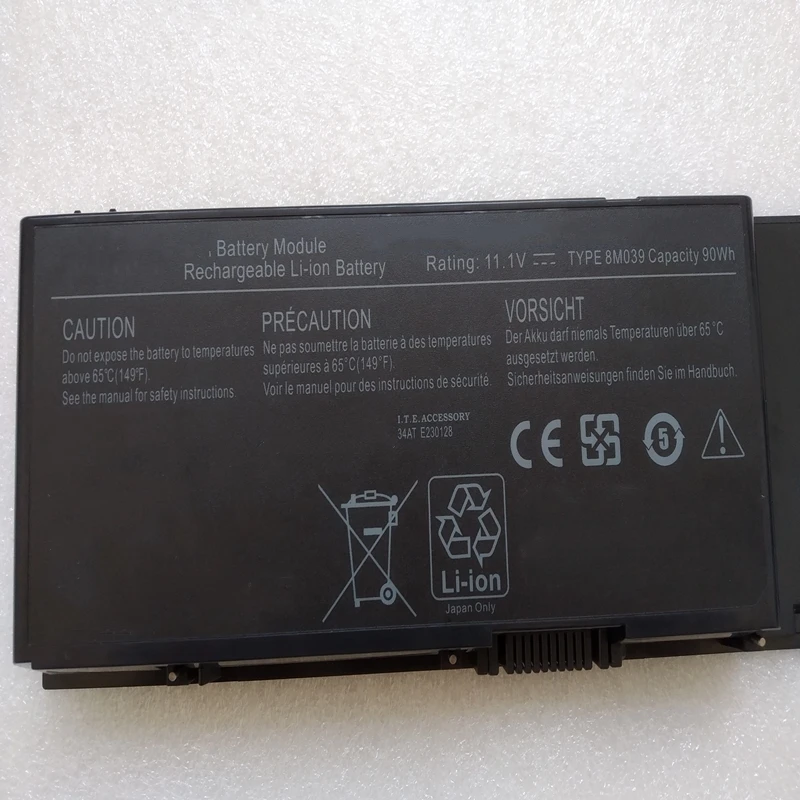 , Battery Module
Rechargeable Li-ion Battery
Rating: 11.1V
TYPE 8M039 Capacity 90Wh
CAUTION
Do not expose the battery to temperatures
above 65℃(149°F).
See the manual for safety instructions.
PRÉCAUTION
Ne pas soumettre la batterie à des températures
supérieures à 65°C(149°F).
Voir le manuel pour des instructions de sécurité.
VORSICHT
Der Akku darf niemals Temperaturen über 65 °C
ausgesetzt werden.
Sicherheitsanweisungen finden Sie im Handbuch.
I.T.E. ACCESSORY
34AT E230128
CE
5
Li-ion
Japan Only